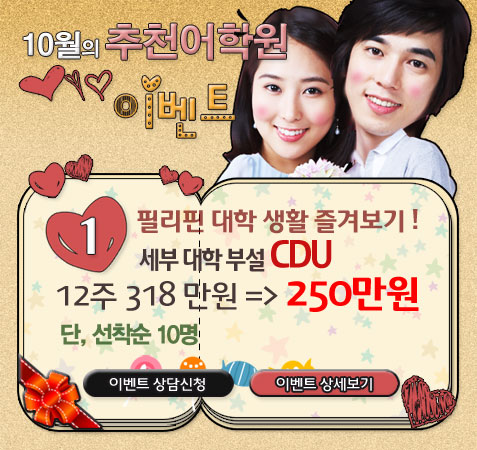 10월의 추천어학원
이벤트
1
필리핀 대학 생활 즐겨보기 !
세부 대학 부설 CDU
12주 318 만원 => 250만원
단, 선착순 10명
이벤트 상담신청
이벤트 상세보기